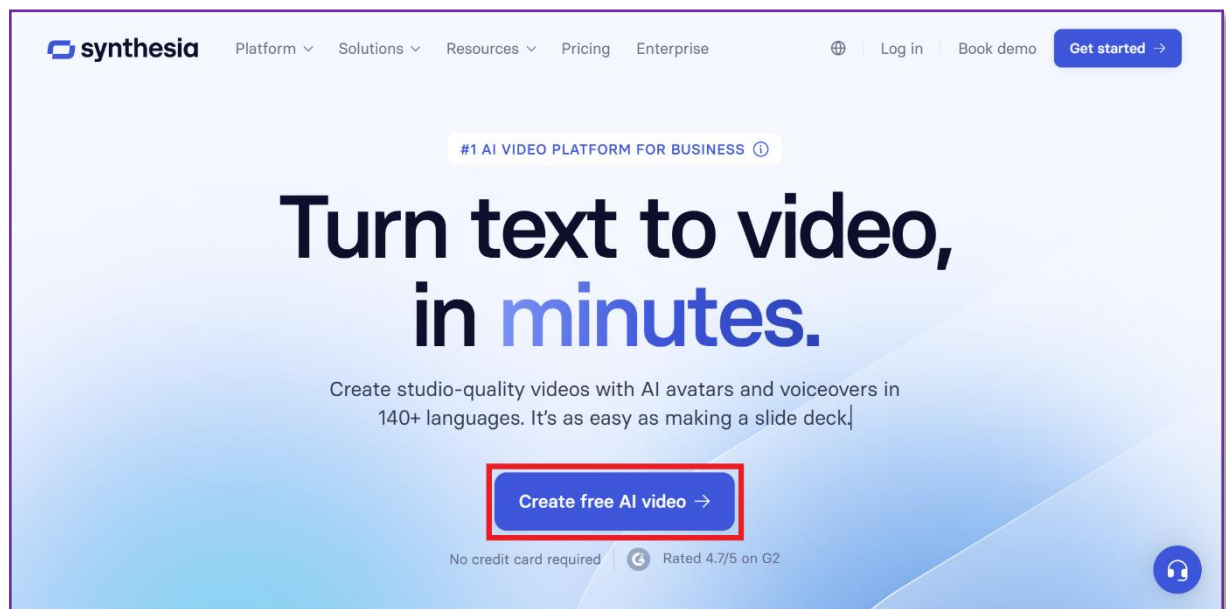 synthesia Platform Solutions Resources Pricing Enterprise Log in Book demo Get started →
#1 AI VIDEO PLATFORM FOR BUSINESS
Turn text to video,
in minutes.
Create studio-quality videos with AI avatars and voiceovers in
140+ languages. It's as easy as making a slide deck.
Create free AI video →
No credit card required Rated 4.7/5 on G2